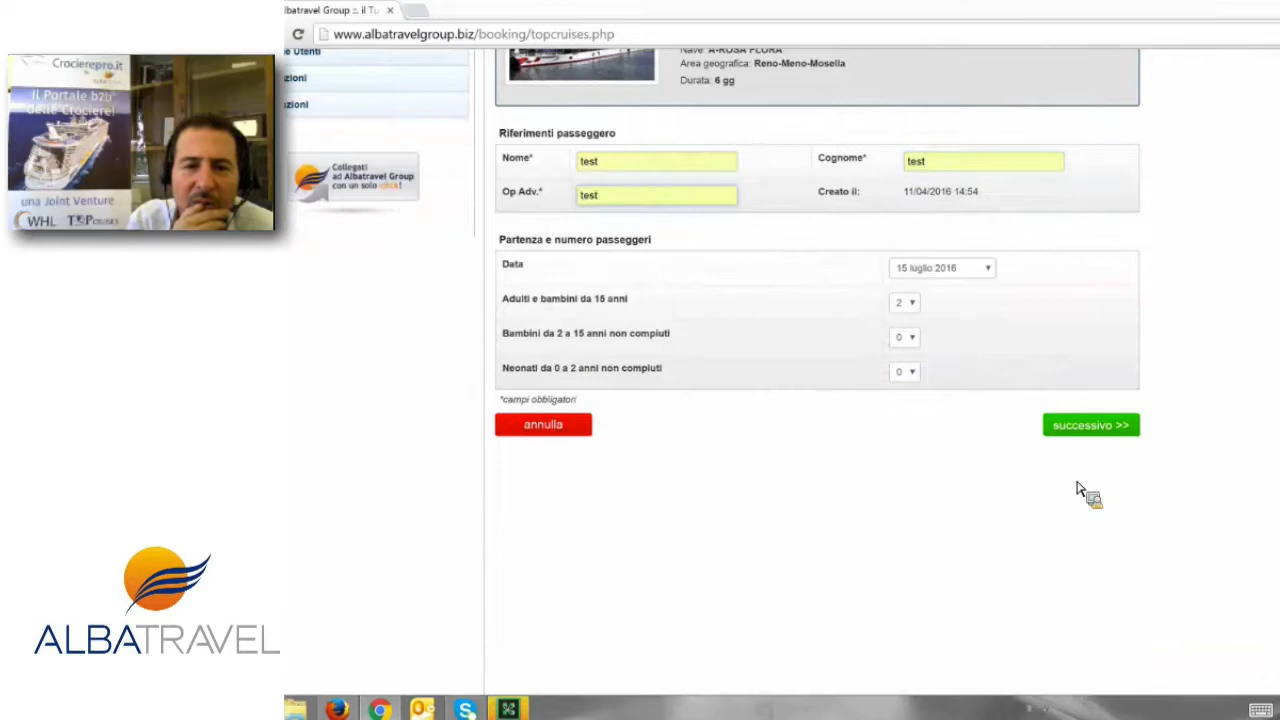 lbatravel Group :: il Tu
www.albatravelgroup.biz/booking/topcruises.php
Crocierepro.it
Il Portale b2b
delle Crociere!
una Joint Venture
WHL TOPCRUISES
e Utenti
zioni
zioni
Collegati
ad Albatravel Group
con un solo click!
Nave: A-ROSA FLORA
Area geografica: Reno-Meno-Mosella
Durata: 6 gg
Riferimenti passeggero
Nome* test Cognome* test
Op Adv.* test Creato il: 11/04/2016 14:54
Partenza e numero passeggeri
Data 15 luglio 2016
Adulti e bambini da 15 anni 2
Bambini da 2 a 15 anni non compiuti 0
Neonati da 0 a 2 anni non compiuti 0
*campi obbligatori
annulla successivo >>
ALBATRAVEL